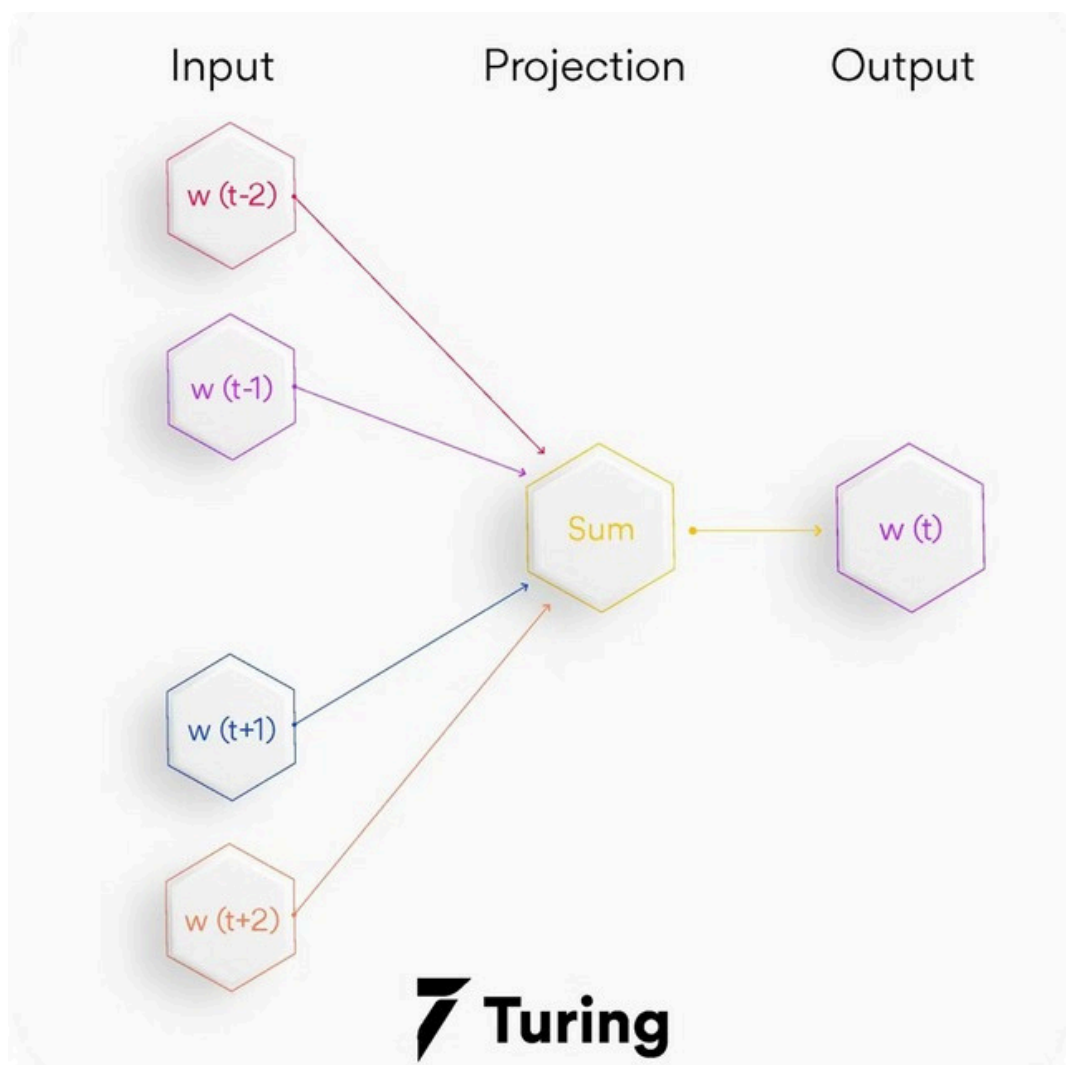 Input Projection Output
w (t-2)
w (t-1)
Sum
w (t)
w (t+1)
w (t+2)
Turing